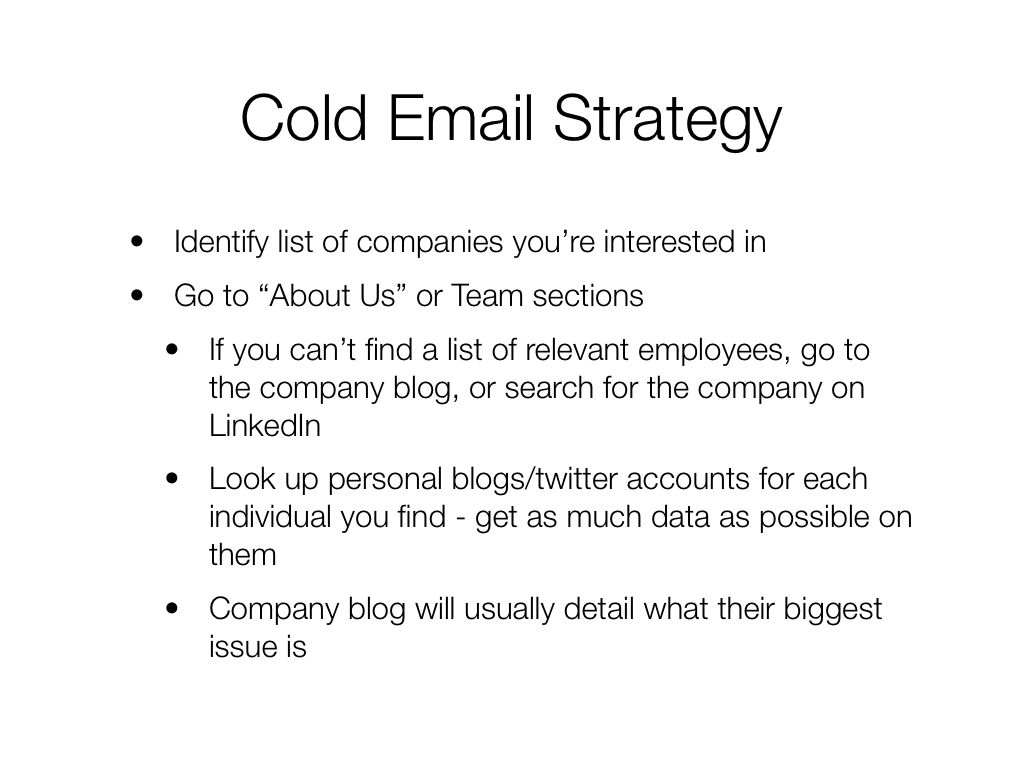 Cold Email Strategy
• Identify list of companies you’re interested in
• Go to “About Us” or Team sections
• If you can’t find a list of relevant employees, go to
the company blog, or search for the company on
LinkedIn
• Look up personal blogs/twitter accounts for each
individual you find - get as much data as possible on
them
• Company blog will usually detail what their biggest
issue is